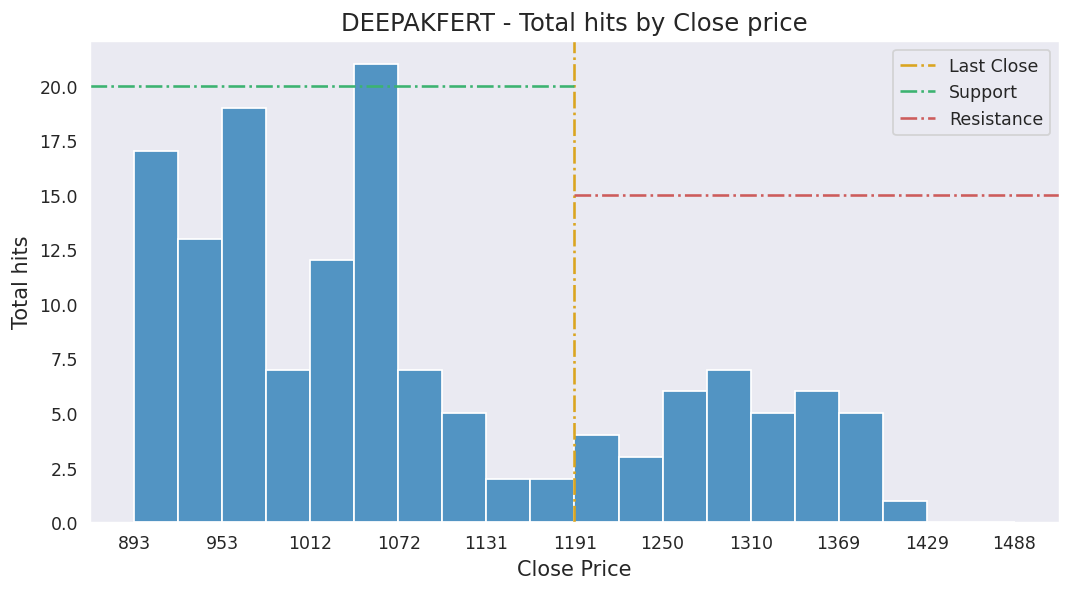 DEEPAKFERT - Total hits by Close price
Last Close
Support
Resistance
Total hits
20.0
17.5
15.0
12.5
10.0
7.5
5.0
2.5
0.0
893 953 1012 1072 1131 1191 1250 1310 1369 1429 1488
Close Price